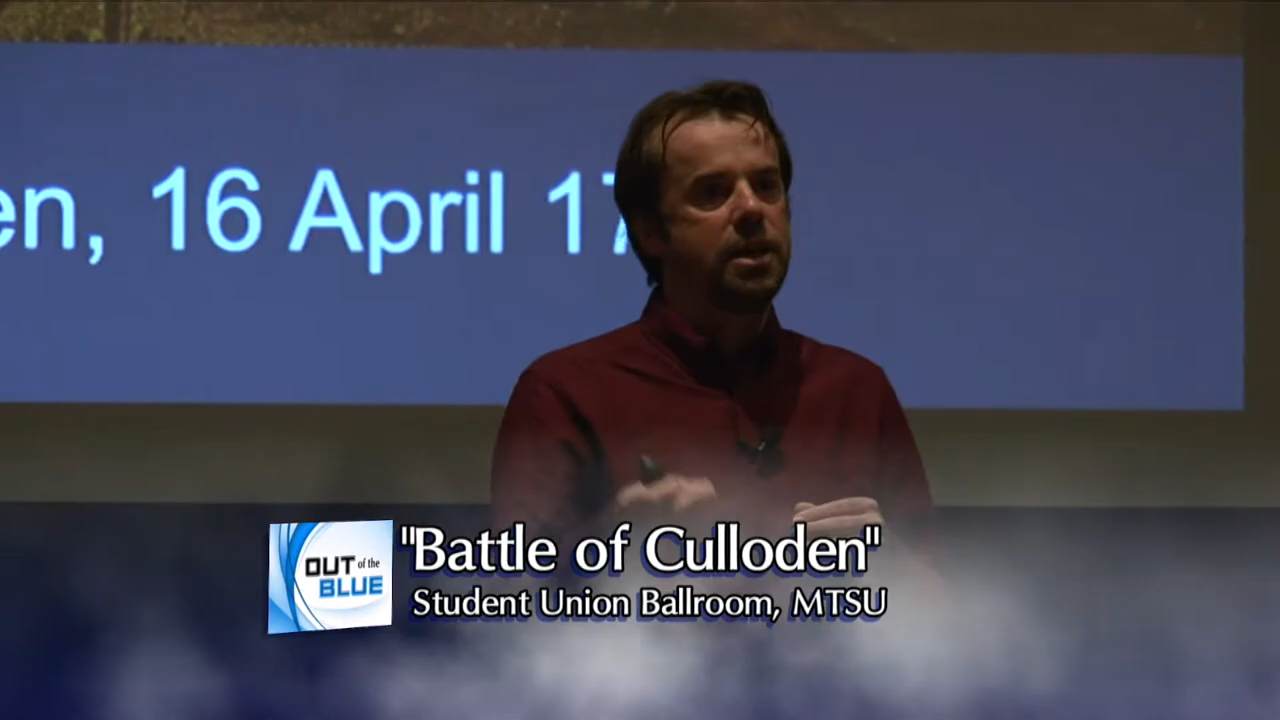 en, 16 April 17
"Battle of Culloden"
Student Union Ballroom, MTSU
OUT of the
BLUE